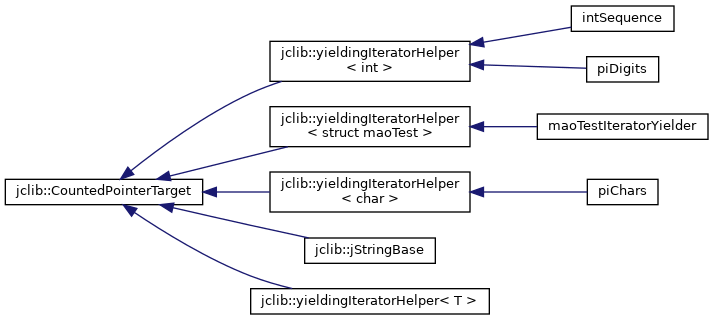 intSequence
jclib::yieldingIteratorHelper
< int >
piDigits
jclib::yieldingIteratorHelper
< struct maoTest >
maoTestIteratorYielder
jclib::CountedPointerTarget
jclib::yieldingIteratorHelper
< char >
piChars
jclib::jStringBase
jclib::yieldingIteratorHelper< T >